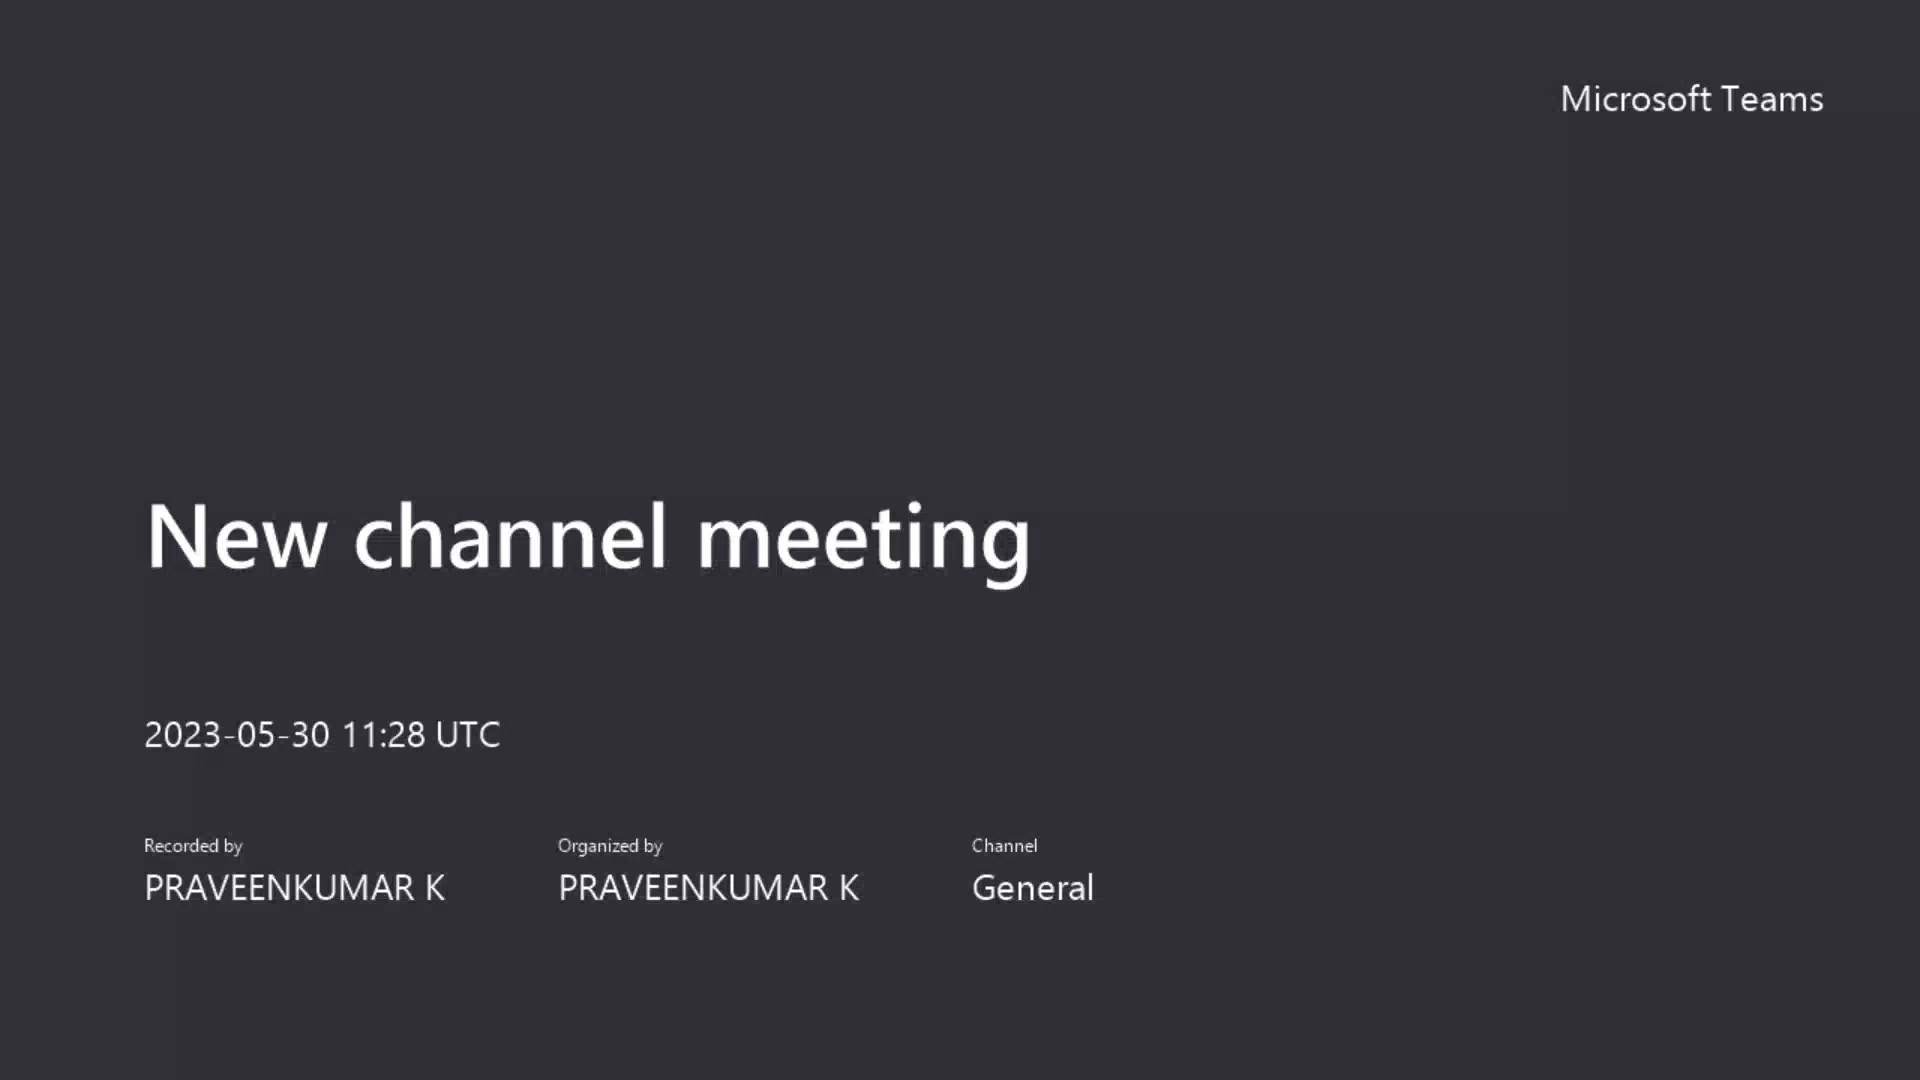 Microsoft Teams
New channel meeting
2023-05-30 11:28 UTC
Recorded by
PRAVEENKUMAR K
Organized by
PRAVEENKUMAR K
Channel
General